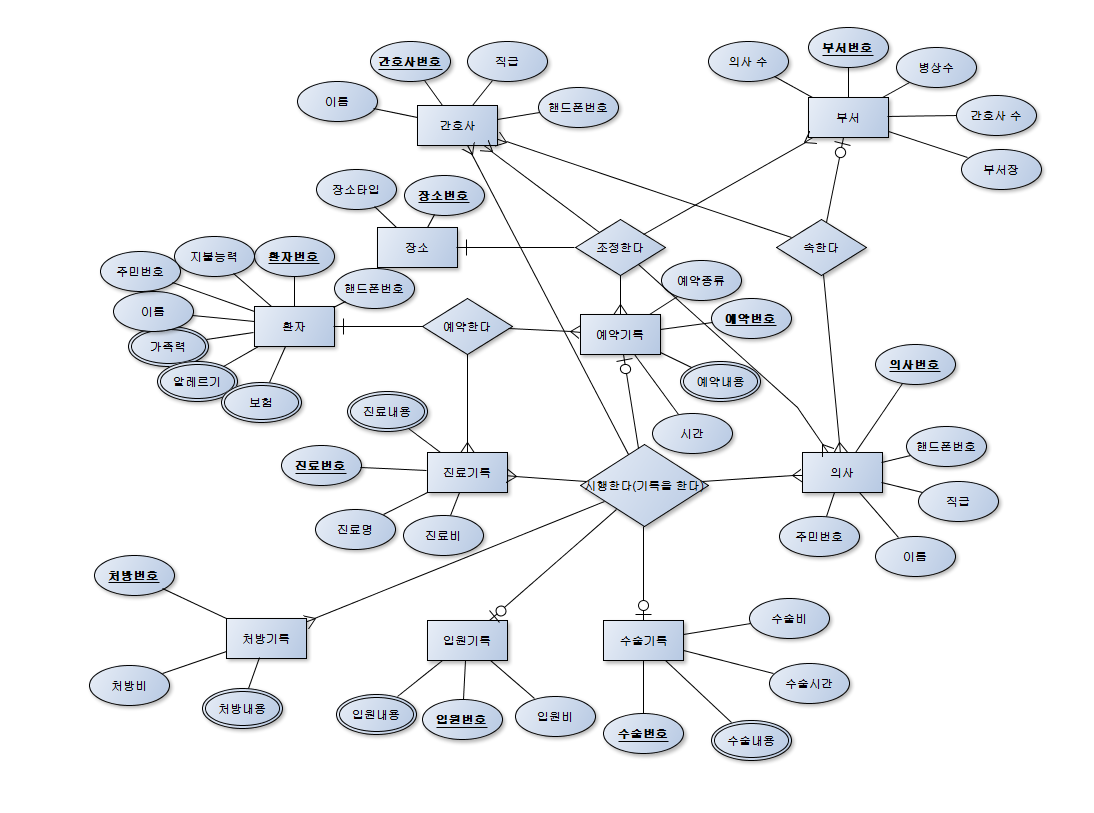 간호사번호
직급
이름
핸드폰번호
간호사
의사 수
부서번호
병상수
간호사 수
부서
부서장
장소타입
장소번호
장소
조정한다
속한다
주민번호
지불능력
환자번호
핸드폰번호
이름
환자
가족력
알레르기
보험
예약한다
예약종류
예약번호
예약기록
예약내용
시간
의사번호
핸드폰번호
의사
직급
주민번호
이름
진료내용
진료번호
진료기록
진료명
진료비
시행한다(기록을 한다)
처방번호
처방기록
처방비
처방내용
입원기록
입원내용
입원번호
입원비
수술기록
수술비
수술시간
수술번호
수술내용